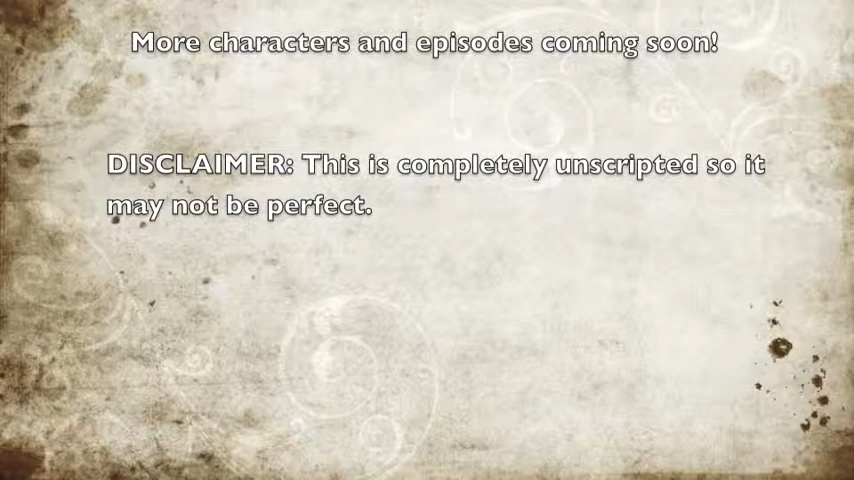 More characters and episodes coming soon!
DISCLAIMER: This is completely unscripted so it
may not be perfect.